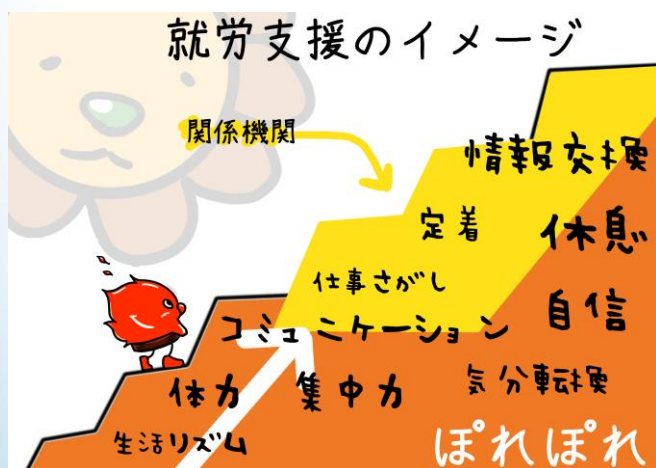 就労支援のイメージ
関係機関
情報交換
定着
休息
仕事さがし
自信
コミュニケーション
体力
集中力
気分転換
生活リズム
ぽれぽれ